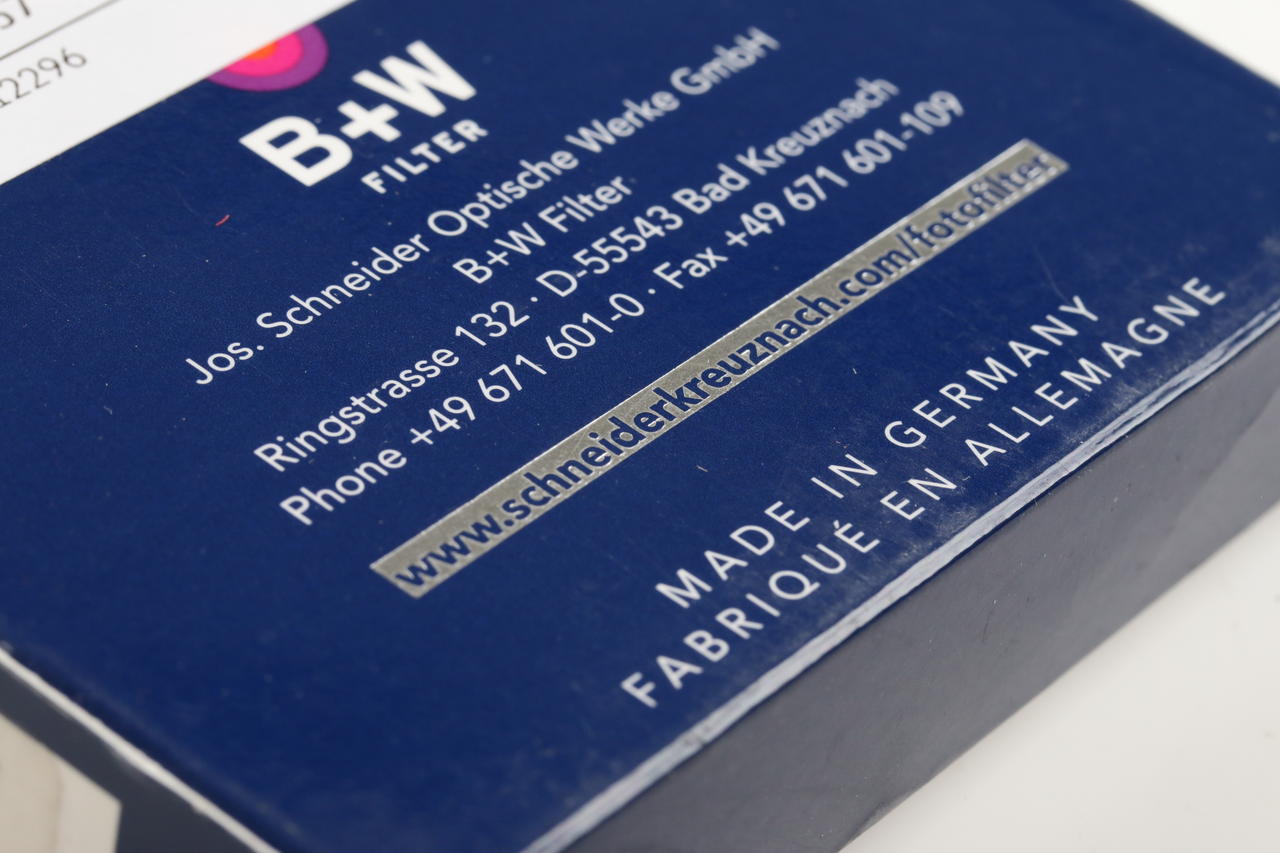 2296
B+W
FILTER
Jos. Schneider Optische Werke GmbH
B+W Filter
Ringstrasse 132 · D-55543 Bad Kreuznach
Phone +49 671 601-0 · Fax +49 671 601-109
www.schneiderkreuznach.com/fotofilter
MADE IN GERMANY
FABRIQUÉ EN ALLEMAGNE